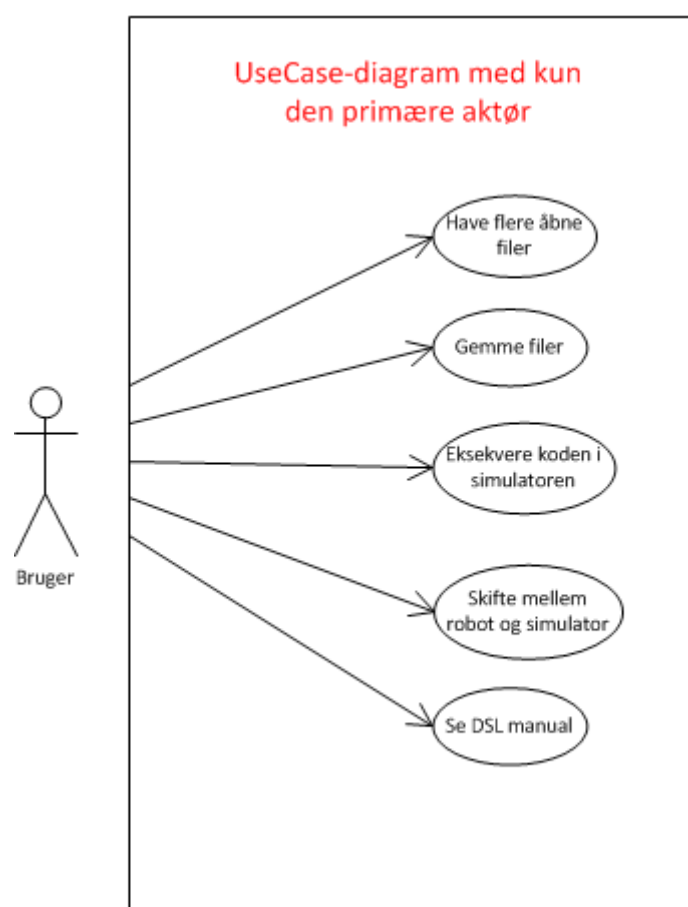 UseCase-diagram med kun
den primære aktør
Have flere åbne
filer
Gemme filer
Eksekvere koden i
simulatoren
Bruger
Skifte mellem
robot og simulator
Se DSL manual